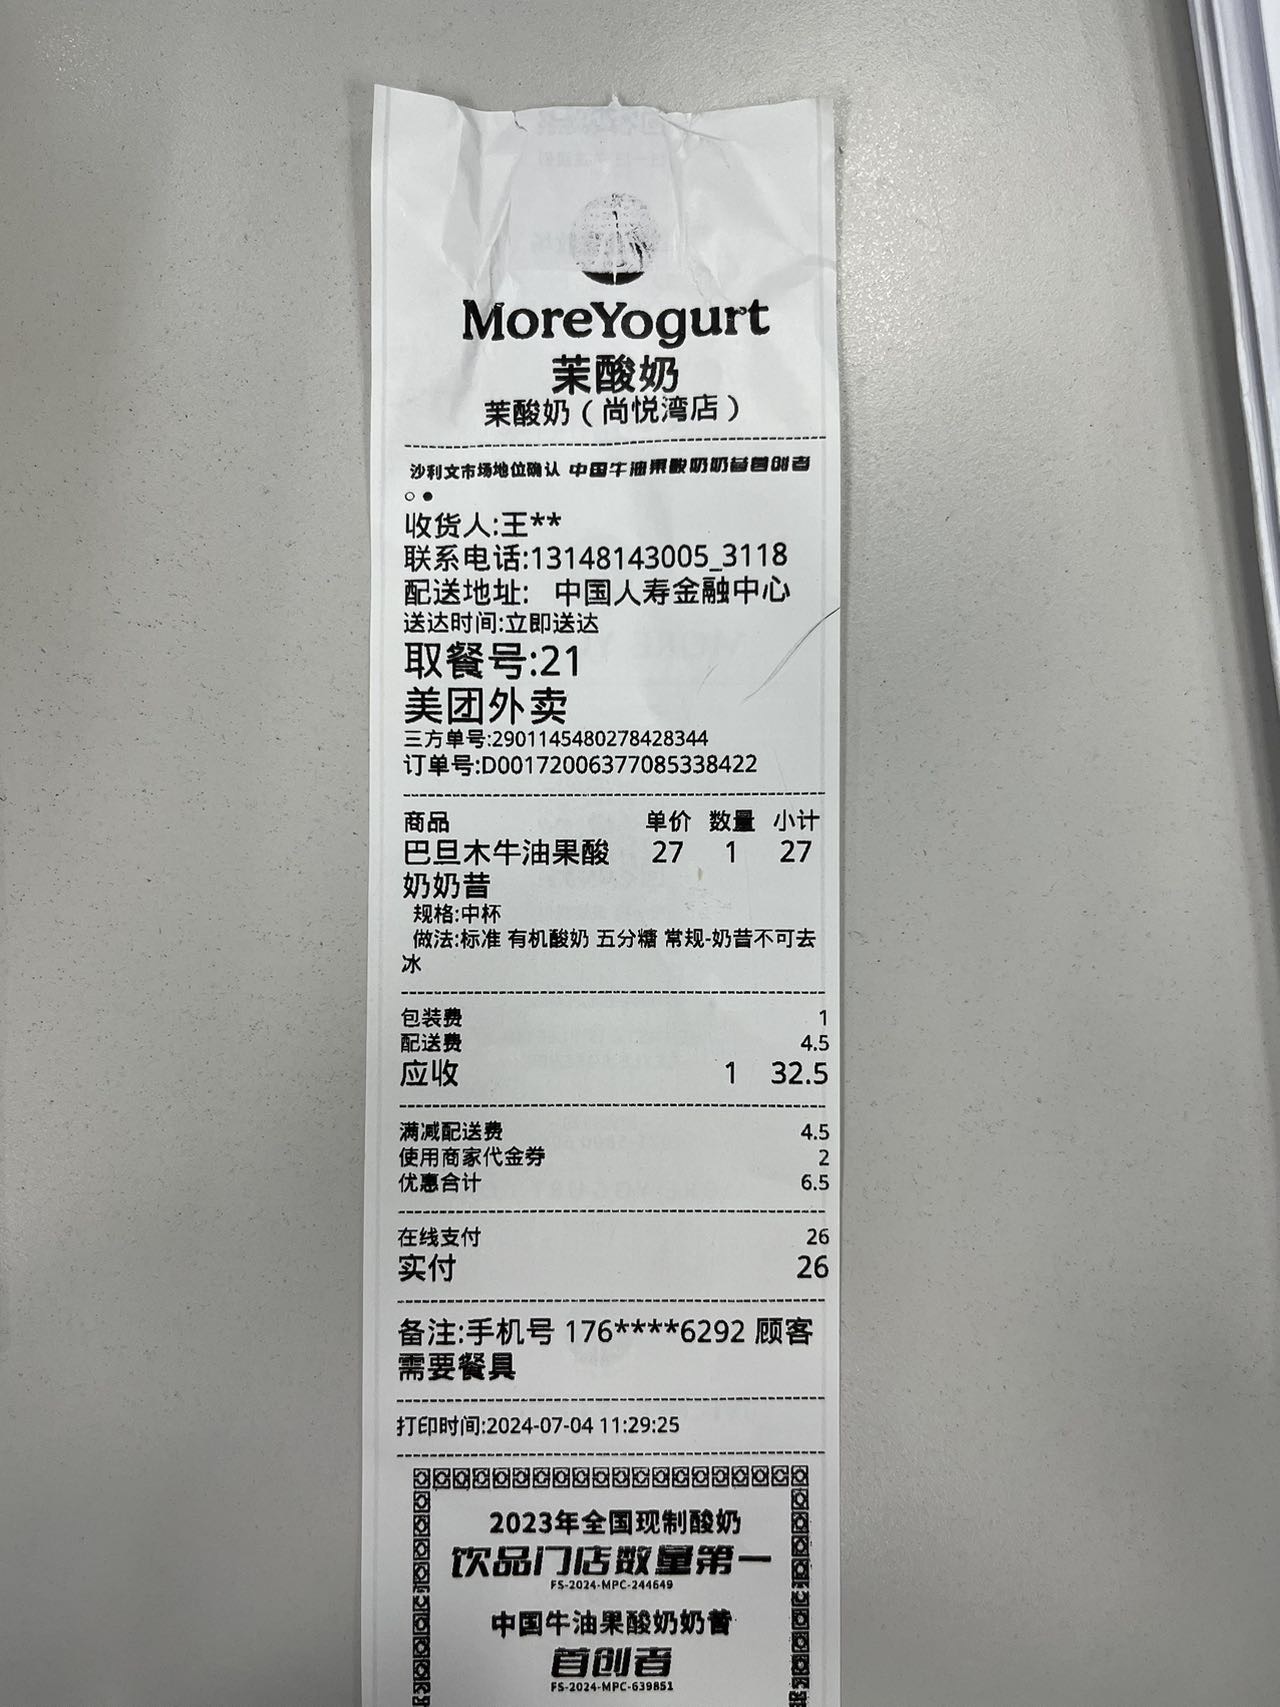 MoreYogurt
茉酸奶
茉酸奶（尚悦湾店）
沙利文市场地位确认 中国牛油果酸奶奶昔首创者
收货人:王**
联系电话:13148143005_3118
配送地址: 中国人寿金融中心
送达时间:立即送达
取餐号:21
美团外卖
三方单号:2901145480278428344
订单号:D001720063770853​38422
商品 单价 数量 小计
巴旦木牛油果酸 27 1 27
奶奶昔
规格:中杯
做法:标准 有机酸奶 五分糖 常规-奶昔不可去
冰
包装费 1
配送费 4.5
应收 1 32.5
满减配送费 4.5
使用商家代金券 2
优惠合计 6.5
在线支付 26
实付 26
备注:手机号 176****6292 顾客
需要餐具
打印时间:2024-07-04 11:29:25
2023年全国现制酸奶
饮品门店数量第一
FS-2024-MPC-244649
中国牛油果酸奶奶昔
首创者
FS-2024-MPC-639851